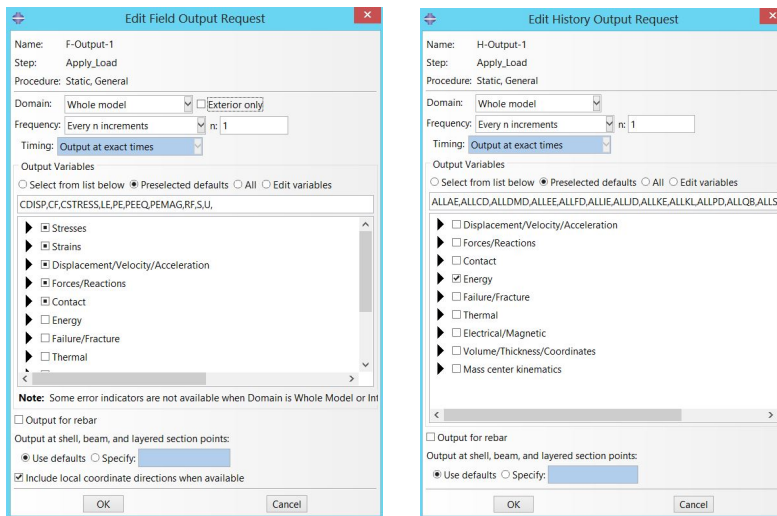 Edit Field Output Request
Name: F-Output-1
Step: Apply_Load
Procedure: Static, General
Domain: Whole model Exterior only
Frequency: Every n increments n: 1
Timing: Output at exact times
Output Variables
Select from list below Preselected defaults All Edit variables
CDISP,CF,CSTRESS,LE,PE,PEEQ,PEMAG,RF,S,U,
Stresses
Strains
Displacement/Velocity/Acceleration
Forces/Reactions
Contact
Energy
Failure/Fracture
Thermal
Note: Some error indicators are not available when Domain is Whole Model or Int
Output for rebar
Output at shell, beam, and layered section points:
Use defaults Specify:
Include local coordinate directions when available
OK Cancel
Edit History Output Request
Name: H-Output-1
Step: Apply_Load
Procedure: Static, General
Domain: Whole model
Frequency: Every n increments n: 1
Timing: Output at exact times
Output Variables
Select from list below Preselected defaults All Edit variables
ALLAE,ALLCD,ALLDMD,ALLEE,ALLFD,ALLIE,ALLJD,ALLKE,ALLKL,ALLPD,ALLQB,ALLS
Displacement/Velocity/Acceleration
Forces/Reactions
Contact
Energy
Failure/Fracture
Thermal
Electrical/Magnetic
Volume/Thickness/Coordinates
Mass center kinematics
Output for rebar
Output at shell, beam, and layered section points:
Use defaults Specify:
OK Cancel